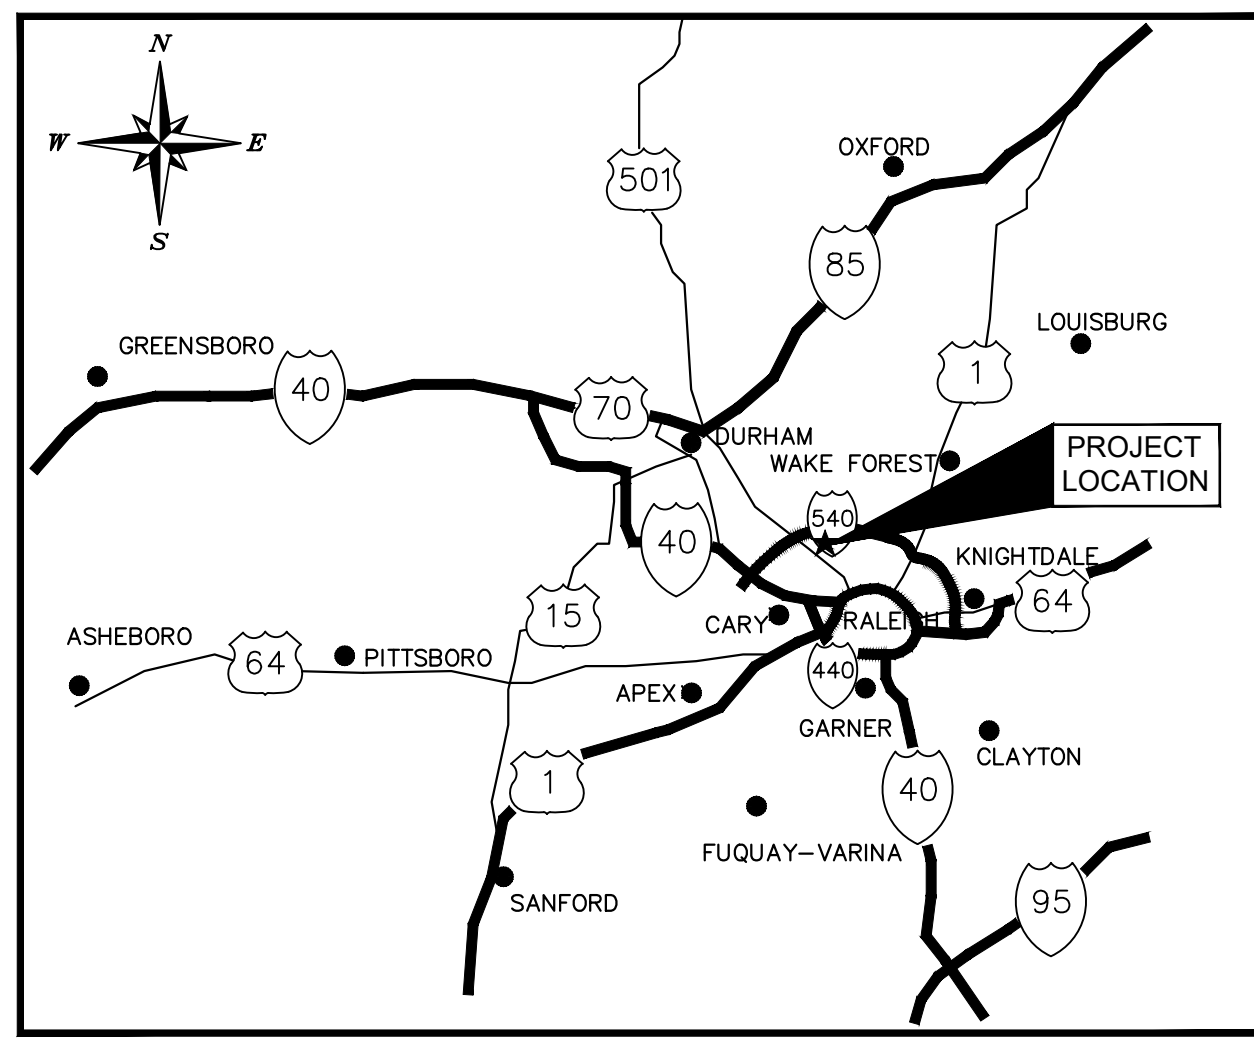 N
W
E
S
501
OXFORD
85
LOUISBURG
GREENSBORO
40
1
70
DURHAM
WAKE FOREST
PROJECT
LOCATION
540
40
KNIGHTDALE
64
15
CARY
RALEIGH
ASHEBORO
64
PITTSBORO
440
APEX
GARNER
CLAYTON
1
40
FUQUAY-VARINA
SANFORD
95